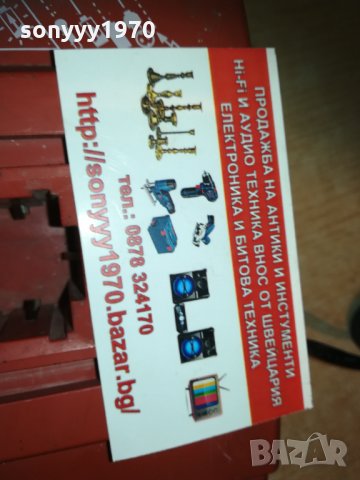 sonyyy1970
ПРОДАЖБА НА АНТИКИ И ИНСТУМЕНТИ
Hi-Fi И АУДИО ТЕХНИКА ВНОС ОТ ШВЕЙЦАРИЯ
ЕЛЕКТРОНИКА И БИТОВА ТЕХНИКА
тел.: 0878 324170
http://sonyyy1970.bazar.bg/
BAZAR